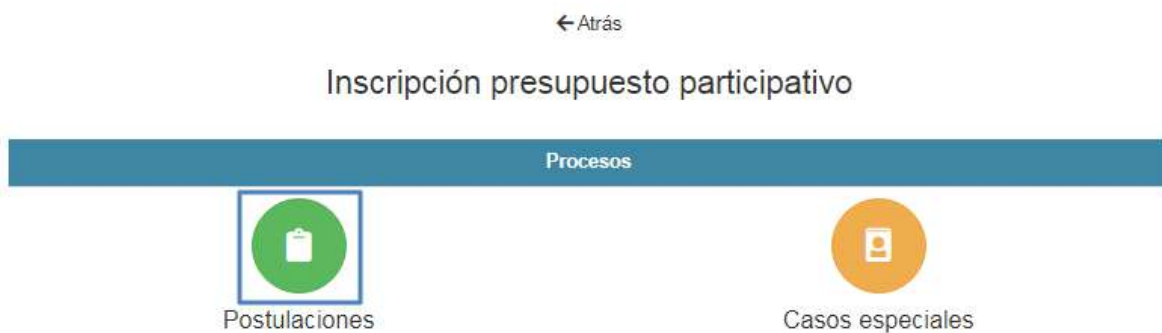 Atrás
Inscripción presupuesto participativo
Procesos
Postulaciones
Casos especiales